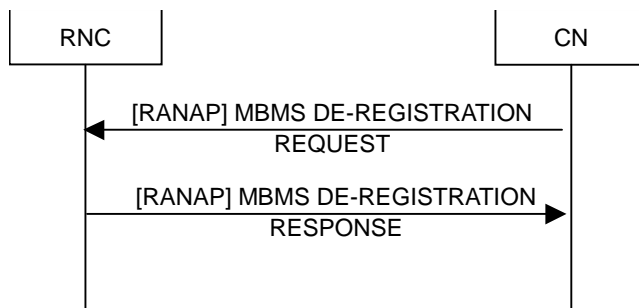 RNC
CN
[RANAP] MBMS DE-REGISTRATION
REQUEST
[RANAP] MBMS DE-REGISTRATION
RESPONSE